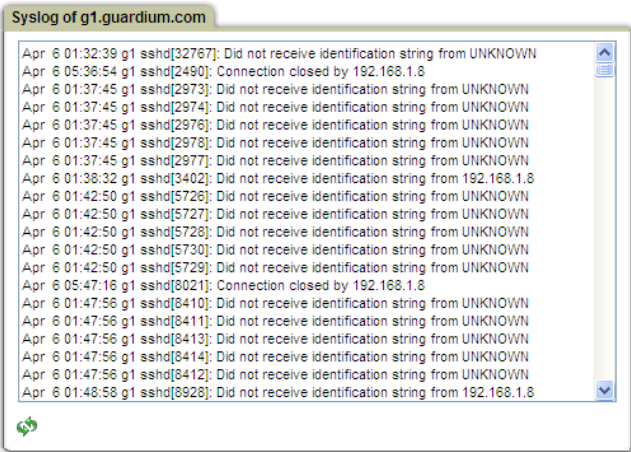 Syslog of g1.guardium.com
Apr 6 01:32:39 g1 sshd[32767]: Did not receive identification string from UNKNOWN
Apr 6 05:36:54 g1 sshd[2490]: Connection closed by 192.168.1.8
Apr 6 01:37:45 g1 sshd[2973]: Did not receive identification string from UNKNOWN
Apr 6 01:37:45 g1 sshd[2974]: Did not receive identification string from UNKNOWN
Apr 6 01:37:45 g1 sshd[2976]: Did not receive identification string from UNKNOWN
Apr 6 01:37:45 g1 sshd[2978]: Did not receive identification string from UNKNOWN
Apr 6 01:37:45 g1 sshd[2977]: Did not receive identification string from UNKNOWN
Apr 6 01:38:32 g1 sshd[3402]: Did not receive identification string from 192.168.1.8
Apr 6 01:42:50 g1 sshd[5726]: Did not receive identification string from UNKNOWN
Apr 6 01:42:50 g1 sshd[5727]: Did not receive identification string from UNKNOWN
Apr 6 01:42:50 g1 sshd[5728]: Did not receive identification string from UNKNOWN
Apr 6 01:42:50 g1 sshd[5730]: Did not receive identification string from UNKNOWN
Apr 6 01:42:50 g1 sshd[5729]: Did not receive identification string from UNKNOWN
Apr 6 05:47:16 g1 sshd[8021]: Connection closed by 192.168.1.8
Apr 6 01:47:56 g1 sshd[8410]: Did not receive identification string from UNKNOWN
Apr 6 01:47:56 g1 sshd[8411]: Did not receive identification string from UNKNOWN
Apr 6 01:47:56 g1 sshd[8413]: Did not receive identification string from UNKNOWN
Apr 6 01:47:56 g1 sshd[8414]: Did not receive identification string from UNKNOWN
Apr 6 01:47:56 g1 sshd[8412]: Did not receive identification string from UNKNOWN
Apr 6 01:48:58 g1 sshd[8928]: Did not receive identification string from 192.168.1.8